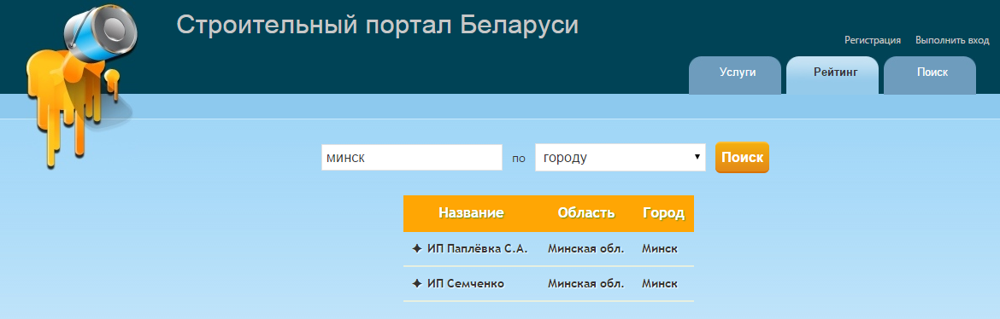 Строительный портал Беларуси
Регистрация Выполнить вход
Услуги Рейтинг Поиск
минск по городу Поиск
Название Область Город
ИП Паплёвка С.А. Минская обл. Минск
ИП Семченко Минская обл. Минск